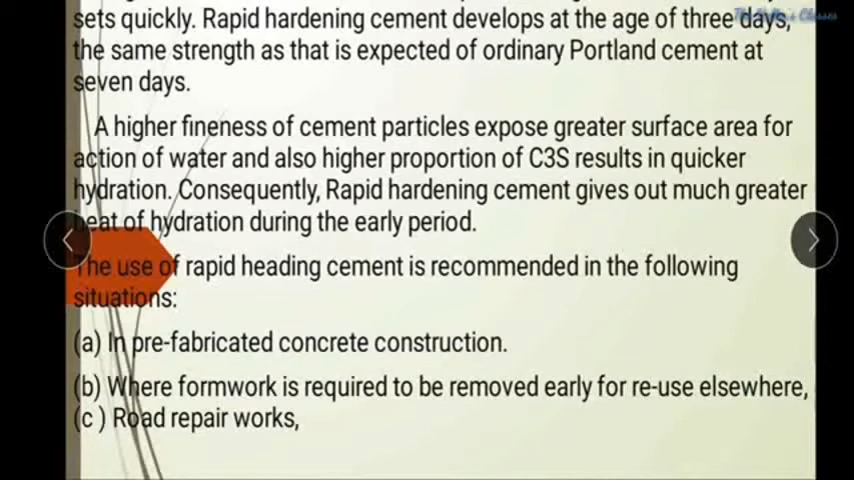 sets quickly. Rapid hardening cement develops at the age of three days,
the same strength as that is expected of ordinary Portland cement at
seven days.
A higher fineness of cement particles expose greater surface area for
action of water and also higher proportion of C3S results in quicker
hydration. Consequently, Rapid hardening cement gives out much greater
heat of hydration during the early period.
The use of rapid heading cement is recommended in the following
situations:
(a) In pre-fabricated concrete construction.
(b) Where formwork is required to be removed early for re-use elsewhere,
(c ) Road repair works,